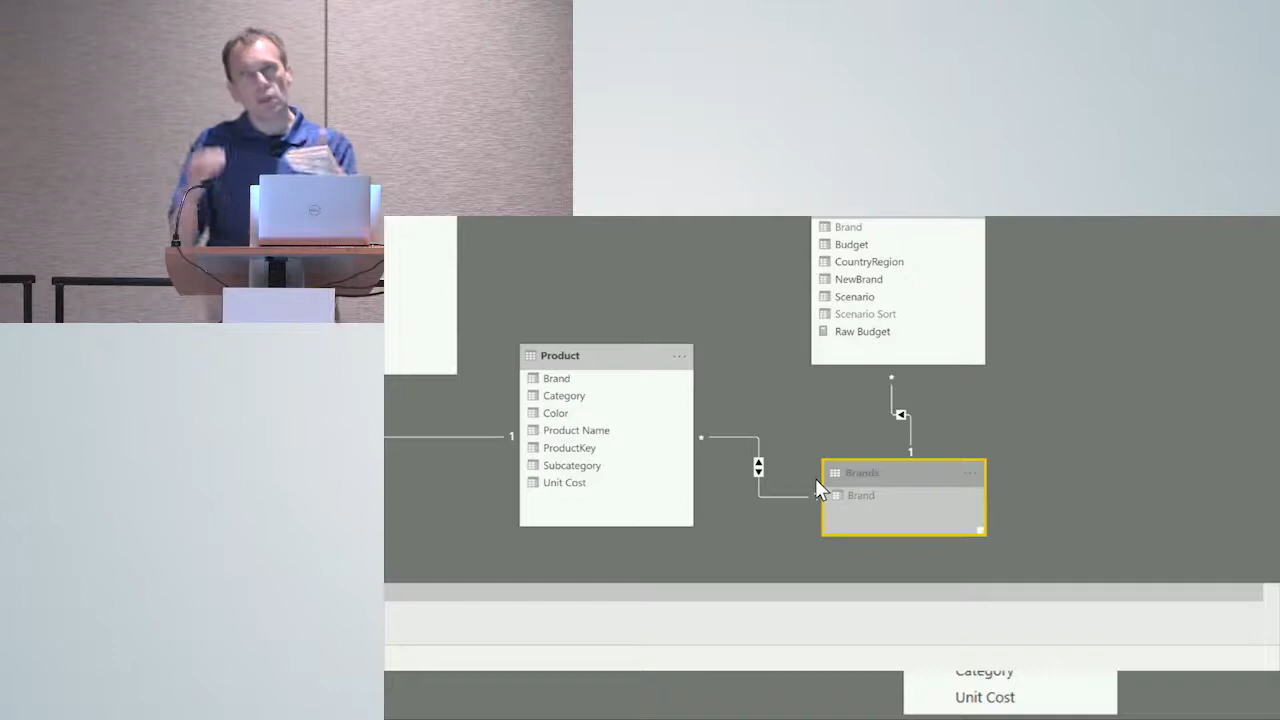 DELL
Brand
Budget
CountryRegion
NewBrand
Scenario
Scenario Sort
Raw Budget
Product
Brand
Category
Color
Product Name
ProductKey
Subcategory
Unit Cost
1
*
*
1
Brands
Brand
Category
Unit Cost